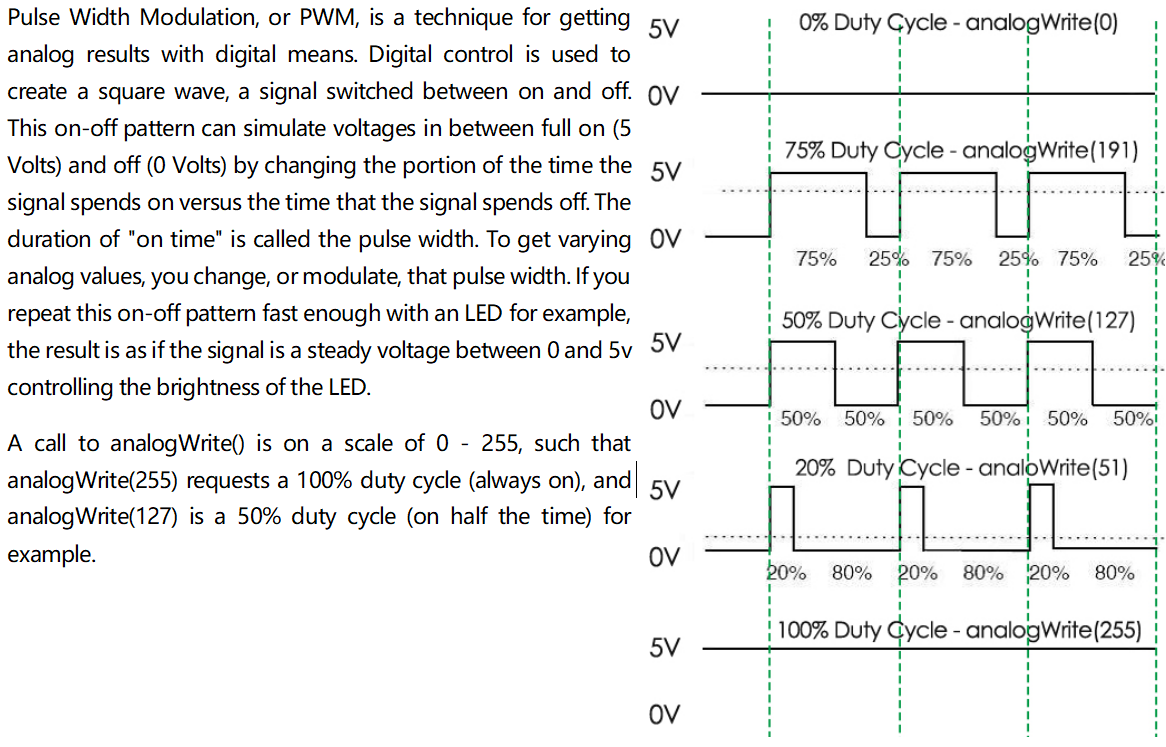 Pulse Width Modulation, or PWM, is a technique for getting
analog results with digital means. Digital control is used to
create a square wave, a signal switched between on and off.
This on-off pattern can simulate voltages in between full on (5
Volts) and off (0 Volts) by changing the portion of the time the
signal spends on versus the time that the signal spends off. The
duration of "on time" is called the pulse width. To get varying
analog values, you change, or modulate, that pulse width. If you
repeat this on-off pattern fast enough with an LED for example,
the result is as if the signal is a steady voltage between 0 and 5v
controlling the brightness of the LED.
A call to analogWrite() is on a scale of 0 - 255, such that
analogWrite(255) requests a 100% duty cycle (always on), and
analogWrite(127) is a 50% duty cycle (on half the time) for
example.
0% Duty Cycle - analogWrite(0)
5V
0V
75% Duty Cycle - analogWrite(191)
5V
0V
75% 25% 75% 25% 75% 25%
50% Duty Cycle - analogWrite(127)
5V
0V
50% 50% 50% 50% 50% 50%
20% Duty Cycle - analoWrite(51)
5V
0V
20% 80% 20% 80% 20% 80%
100% Duty Cycle - analogWrite(255)
5V
0V